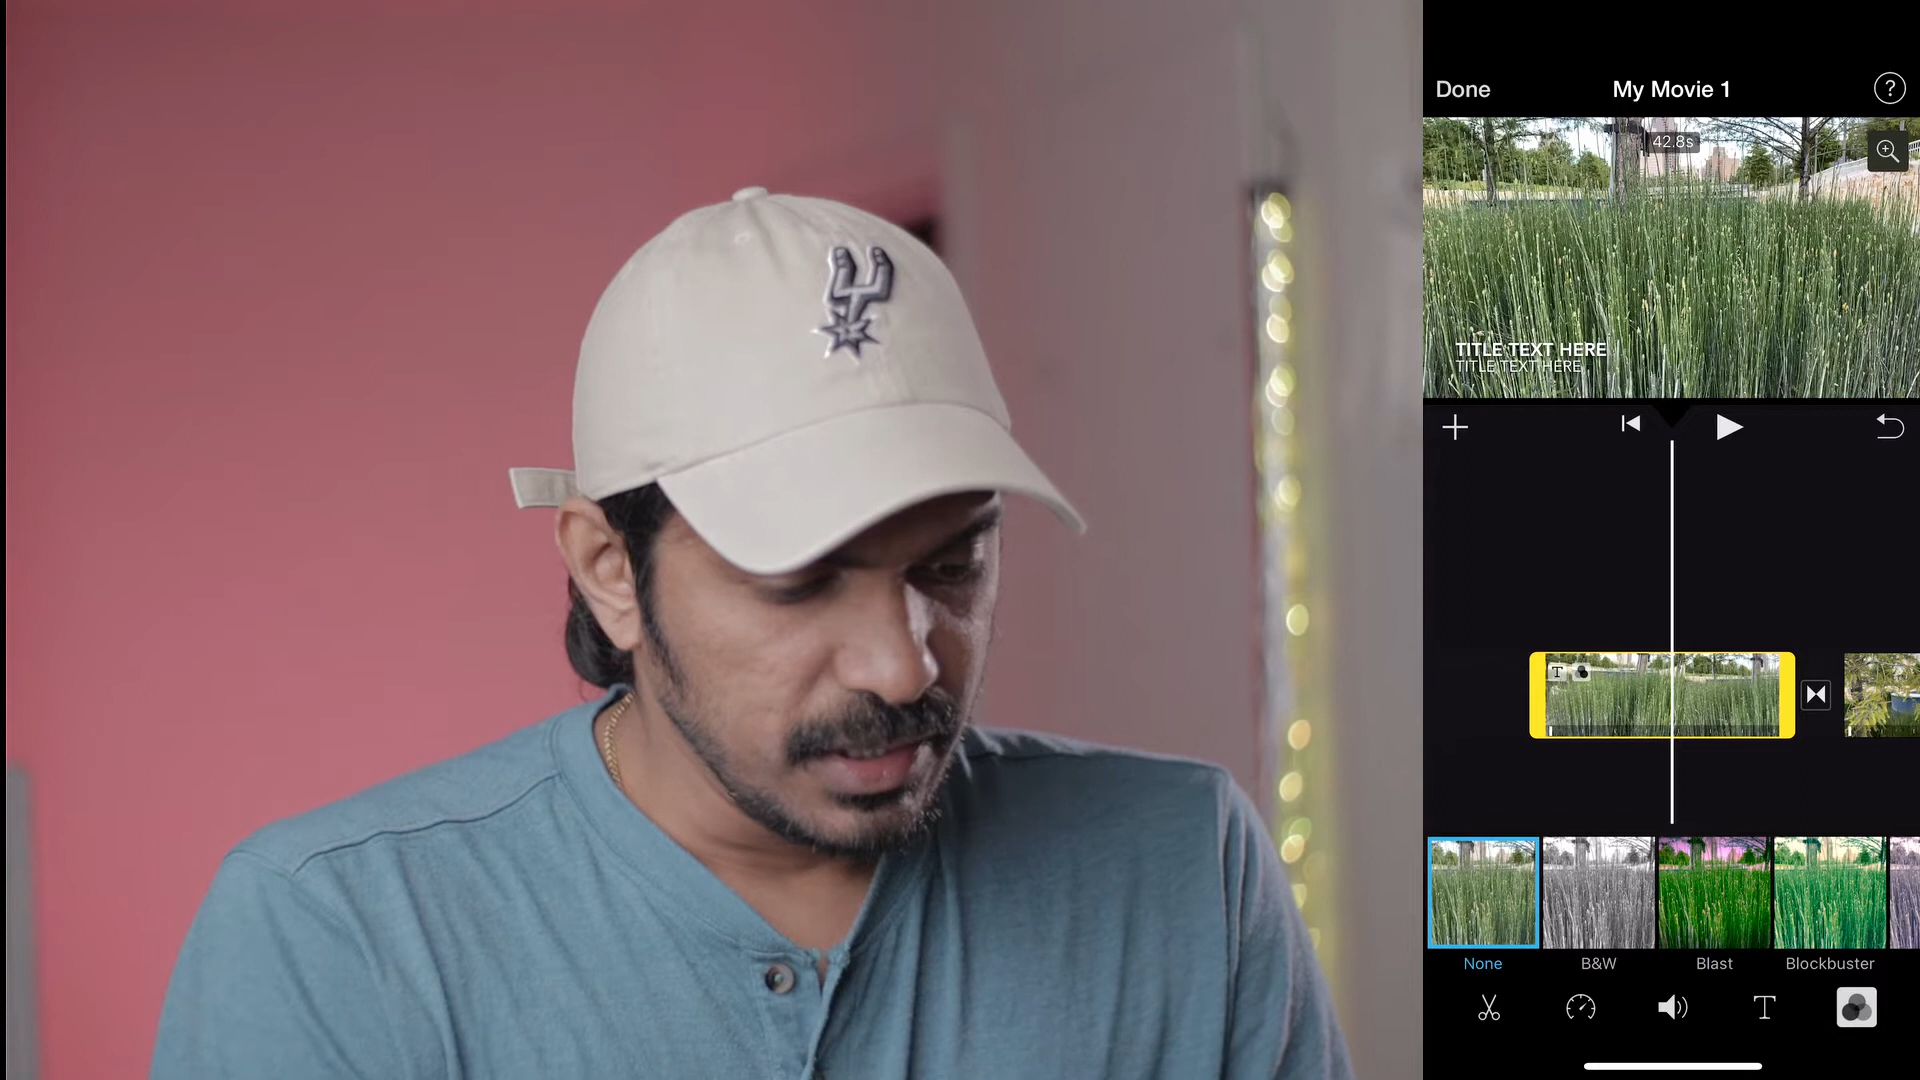 Done
My Movie 1
?
42.8s
TITLE TEXT HERE
TITLE TEXT HERE
T
None
B&W
Blast
Blockbuster
T